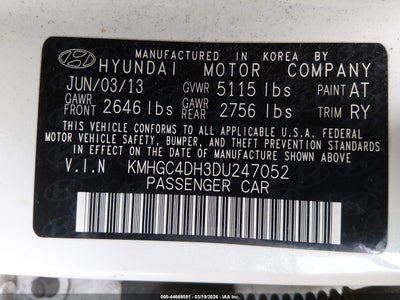 MANUFACTURED IN KOREA BY
HYUNDAI MOTOR COMPANY
JUN/03/13 GVWR 5115 lbs PAINT AT
GAWR FRONT 2646 lbs GAWR REAR 2756 lbs TRIM RY
THIS VEHICLE CONFORMS TO ALL APPLICABLE U.S.A. FEDERAL
MOTOR VEHICLE SAFETY, BUMPER, AND THEFT PREVENTION
STANDARDS IN EFFECT ON THE DATE OF MANUFACTURE SHOWN ABOVE.
V.I.N KMHGC4DH3DU247052
PASSENGER CAR
000-44669591 - 03/19/2026 - IAA Inc.